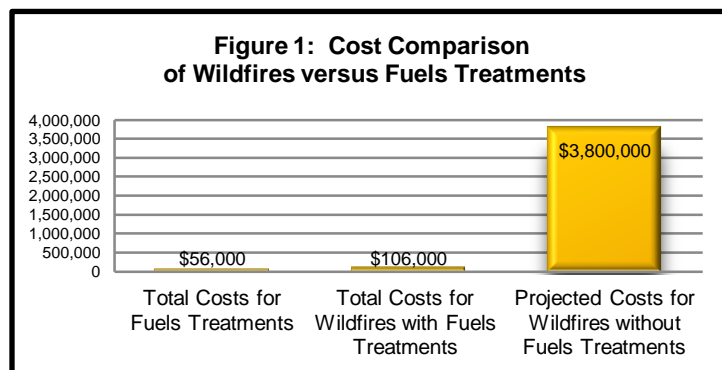 Figure 1: Cost Comparison
of Wildfires versus Fuels Treatments
4,000,000
3,500,000
3,000,000
2,500,000
2,000,000
1,500,000
1,000,000
500,000
0
$56,000
$106,000
$3,800,000
Total Costs for
Fuels Treatments
Total Costs for
Wildfires with Fuels
Treatments
Projected Costs for
Wildfires without
Fuels Treatments